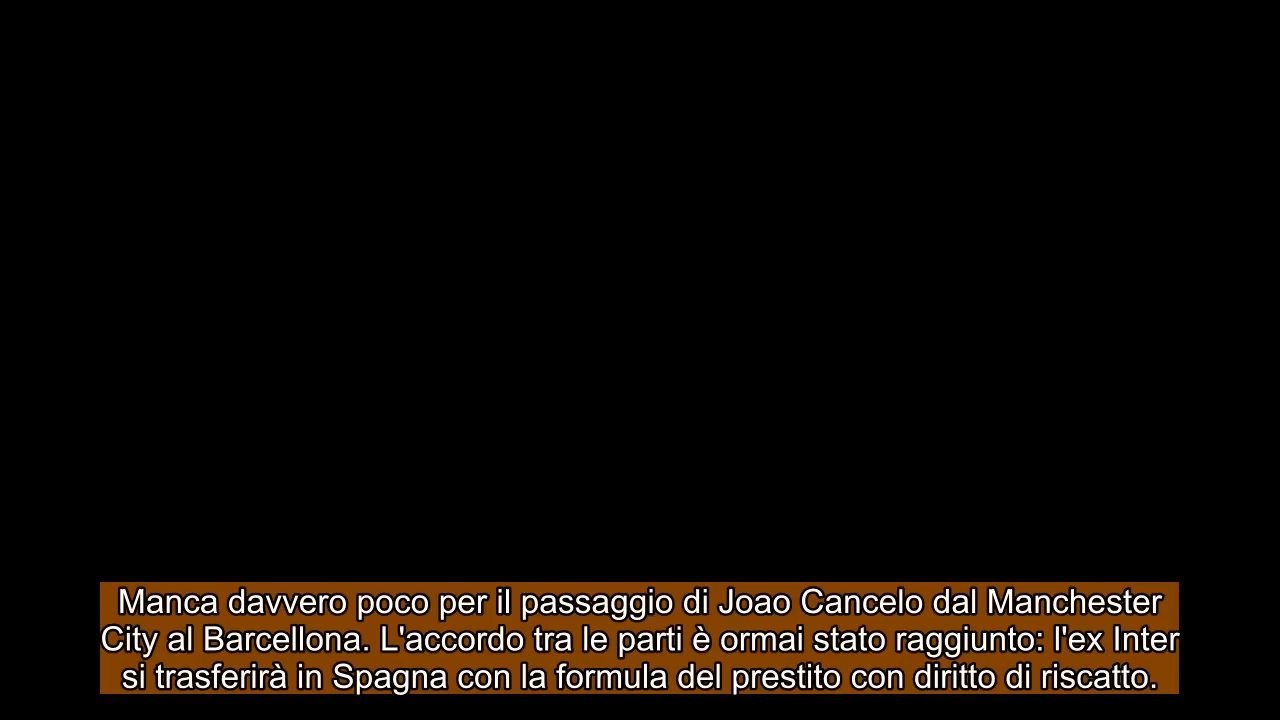 Manca davvero poco per il passaggio di Joao Cancelo dal Manchester
City al Barcellona. L'accordo tra le parti è ormai stato raggiunto: l'ex Inter
si trasferirà in Spagna con la formula del prestito con diritto di riscatto.